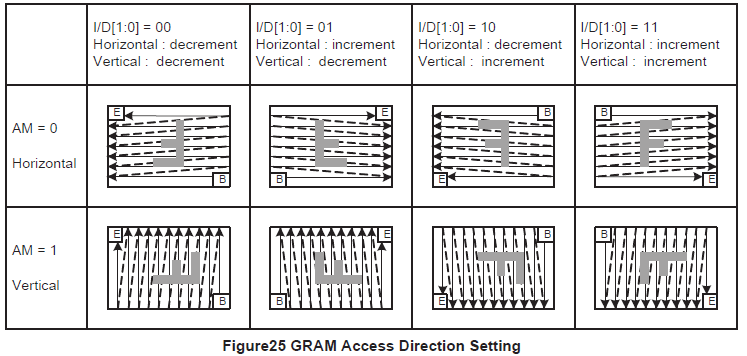 I/D[1:0] = 00
Horizontal : decrement
Vertical : decrement
I/D[1:0] = 01
Horizontal : increment
Vertical : decrement
I/D[1:0] = 10
Horizontal : decrement
Vertical : increment
I/D[1:0] = 11
Horizontal : increment
Vertical : increment
AM = 0
Horizontal
E
B
E
B
B
E
B
E
AM = 1
Vertical
E
B
E
B
B
E
B
E
Figure25 GRAM Access Direction Setting